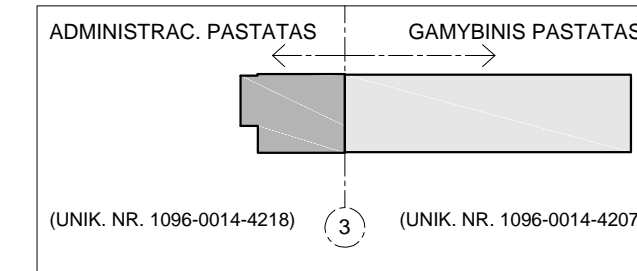 ADMINISTRAC. PASTATAS GAMYBINIS PASTATAS
(UNIK. NR. 1096-0014-4218) 3 (UNIK. NR. 1096-0014-4207